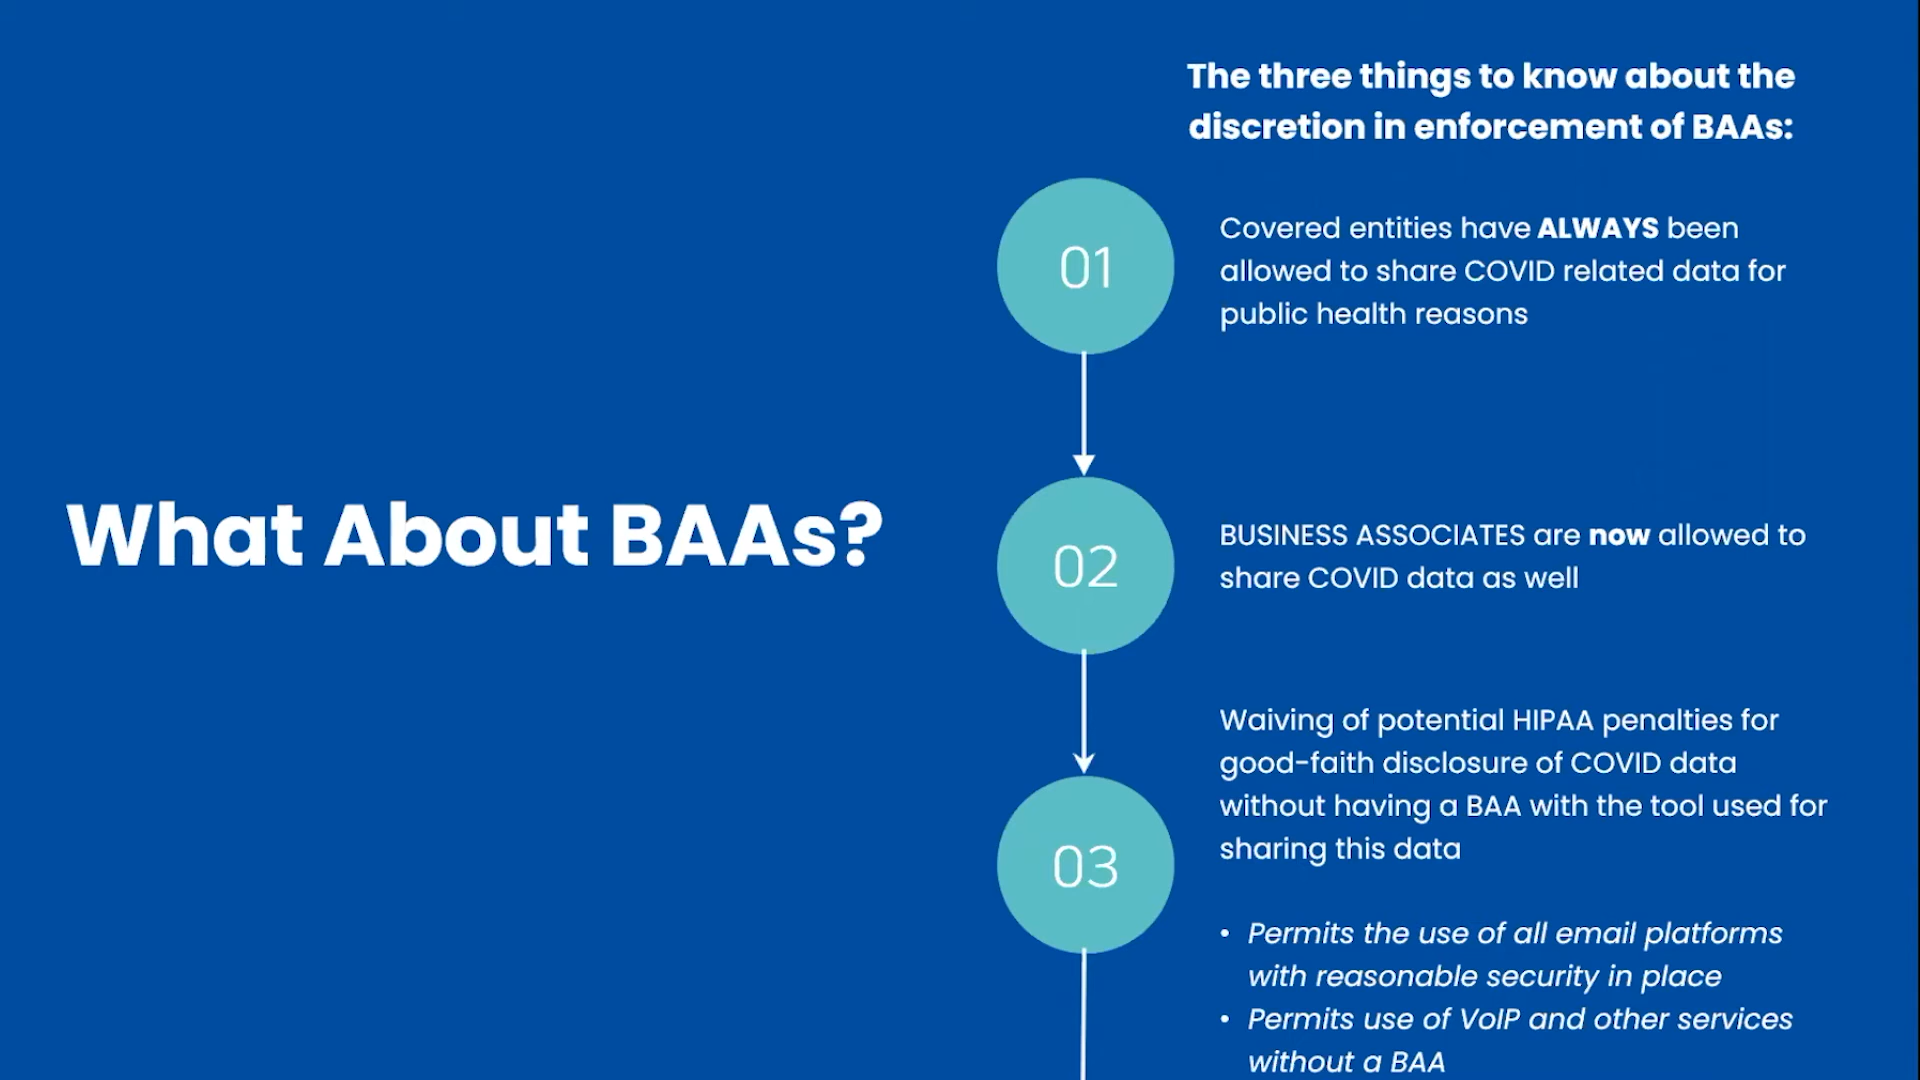 What About BAAs?
The three things to know about the
discretion in enforcement of BAAs:
01
Covered entities have ALWAYS been
allowed to share COVID related data for
public health reasons
02
BUSINESS ASSOCIATES are now allowed to
share COVID data as well
03
Waiving of potential HIPAA penalties for
good-faith disclosure of COVID data
without having a BAA with the tool used for
sharing this data
• Permits the use of all email platforms
with reasonable security in place
• Permits use of VoIP and other services
without a BAA